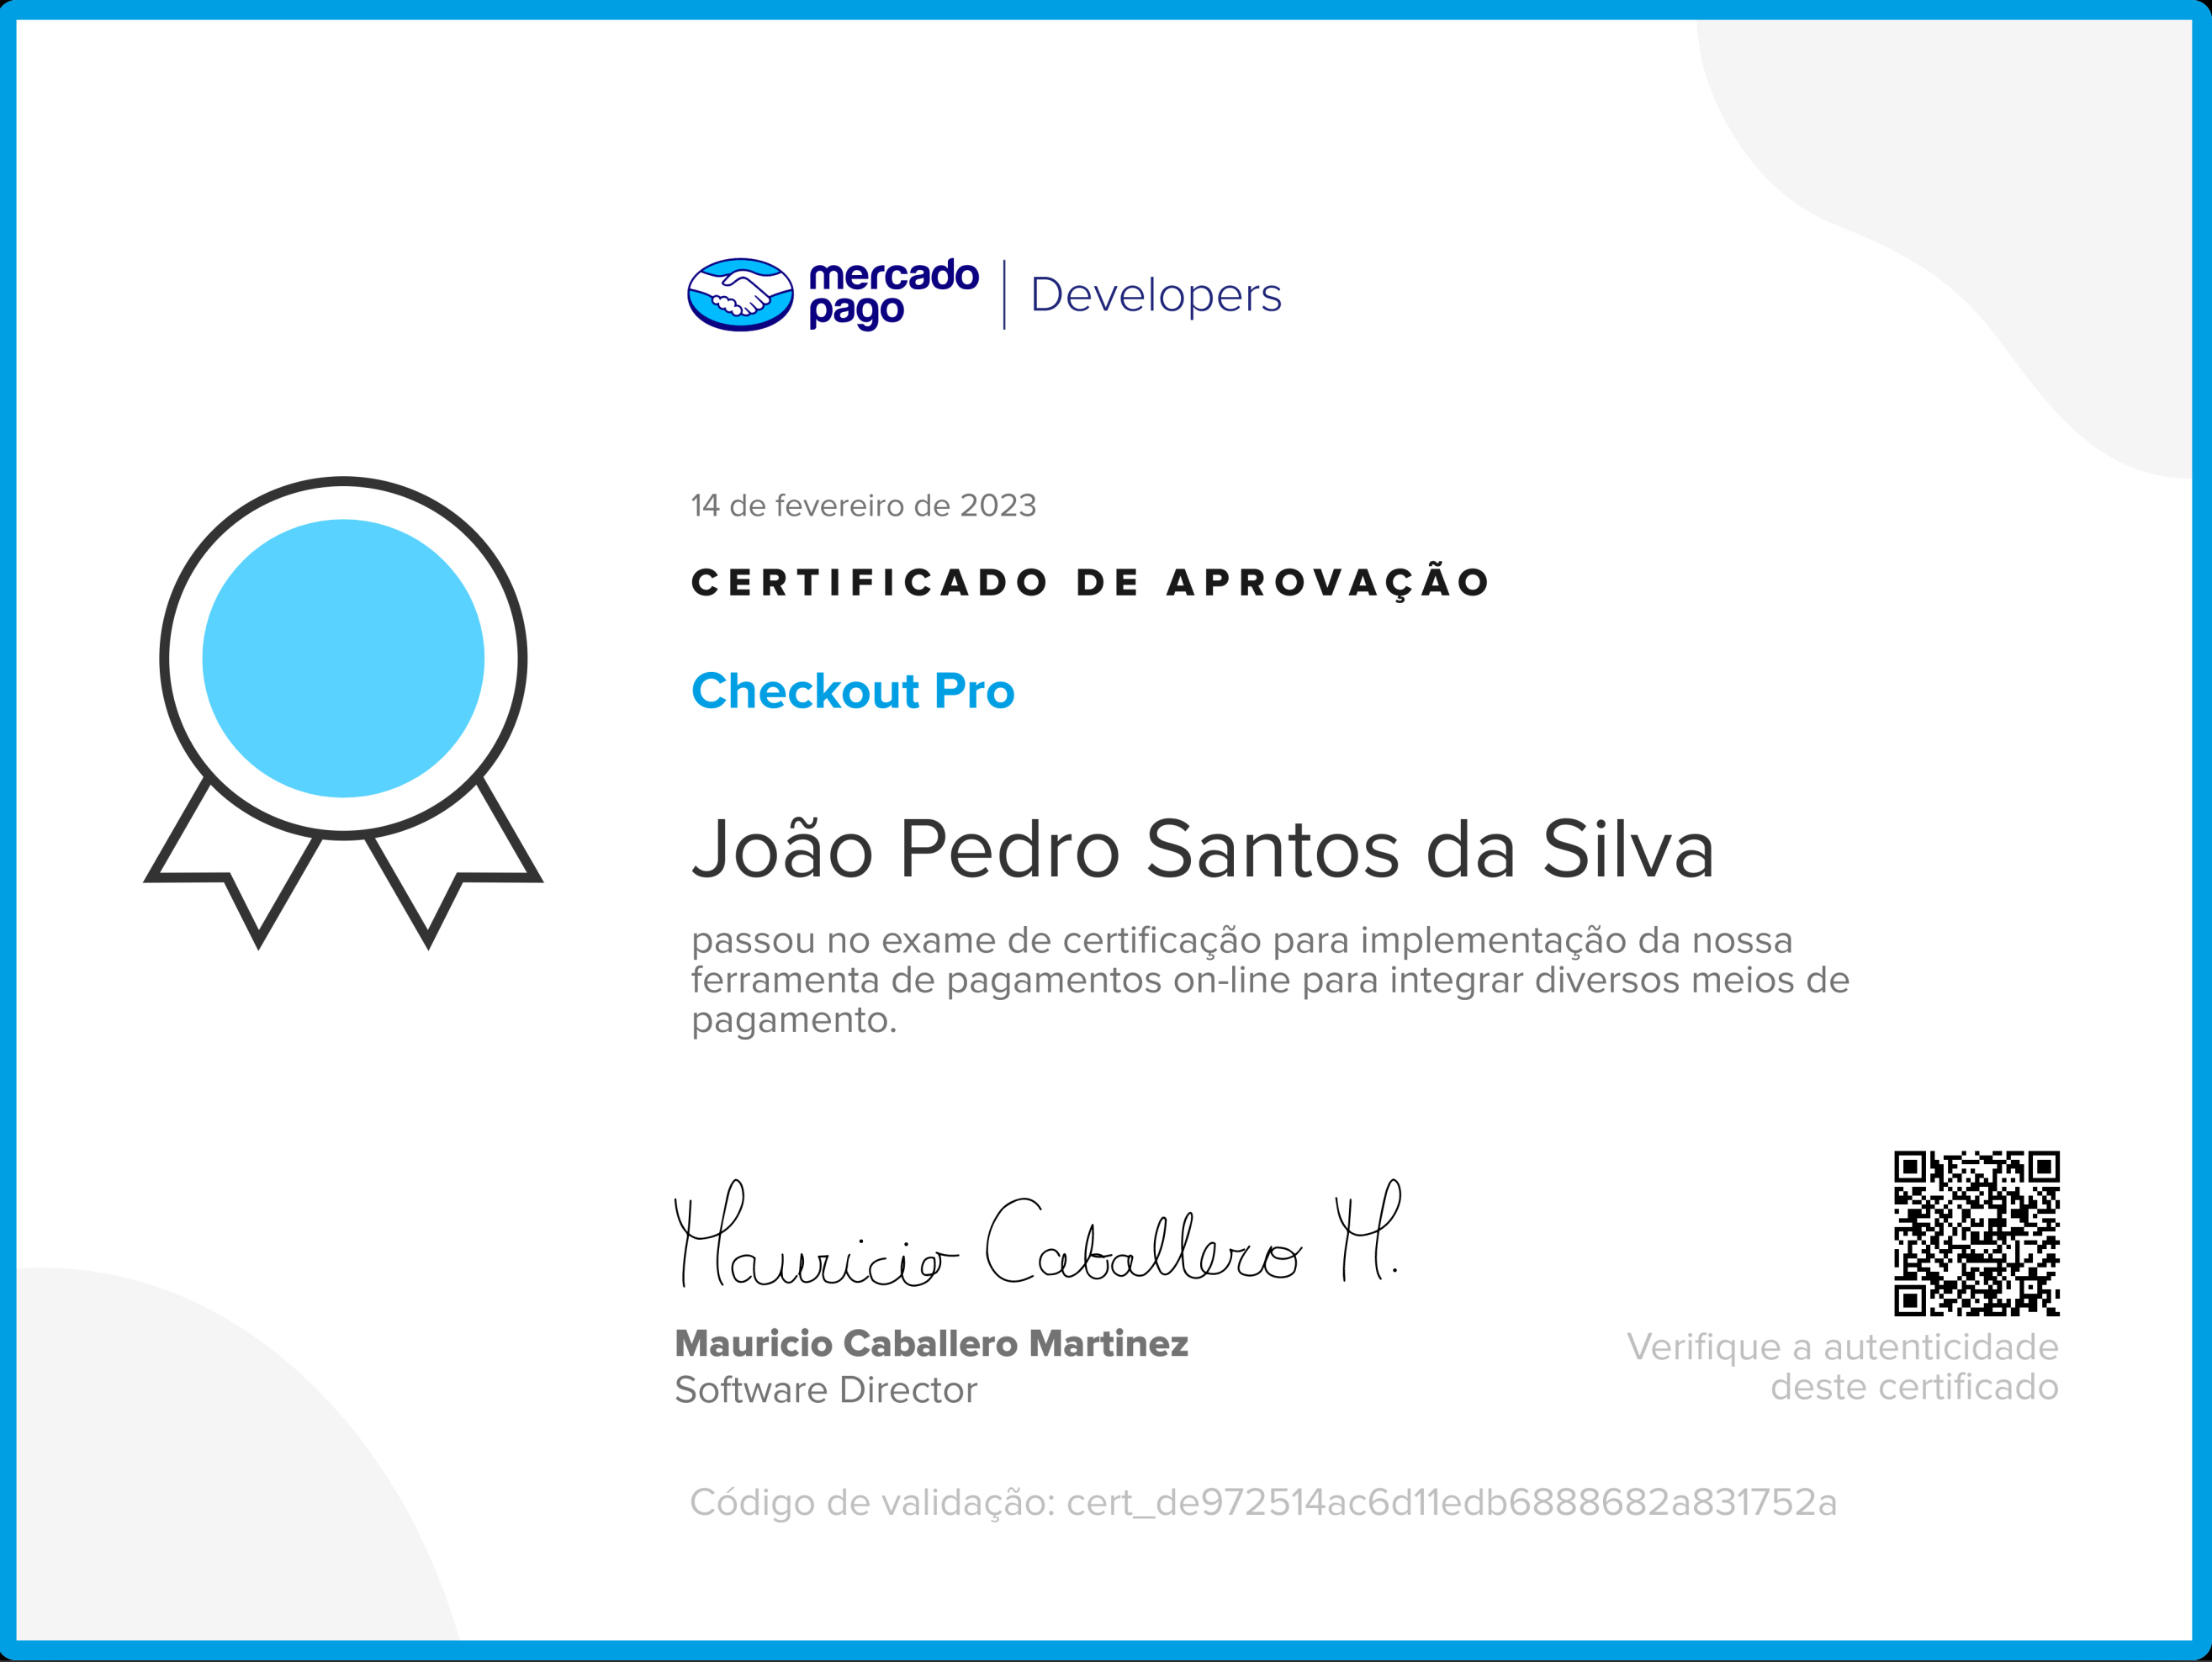 mercado
pago
Developers
14 de fevereiro de 2023
CERTIFICADO DE APROVAÇÃO
Checkout Pro
João Pedro Santos da Silva
passou no exame de certificação para implementação da nossa
ferramenta de pagamentos on-line para integrar diversos meios de
pagamento.
Mauricio Caballero M.
Mauricio Caballero Martinez
Software Director
Verifique a autenticidade
deste certificado
Código de validação: cert_de972514ac6d11edb6888682a831752a